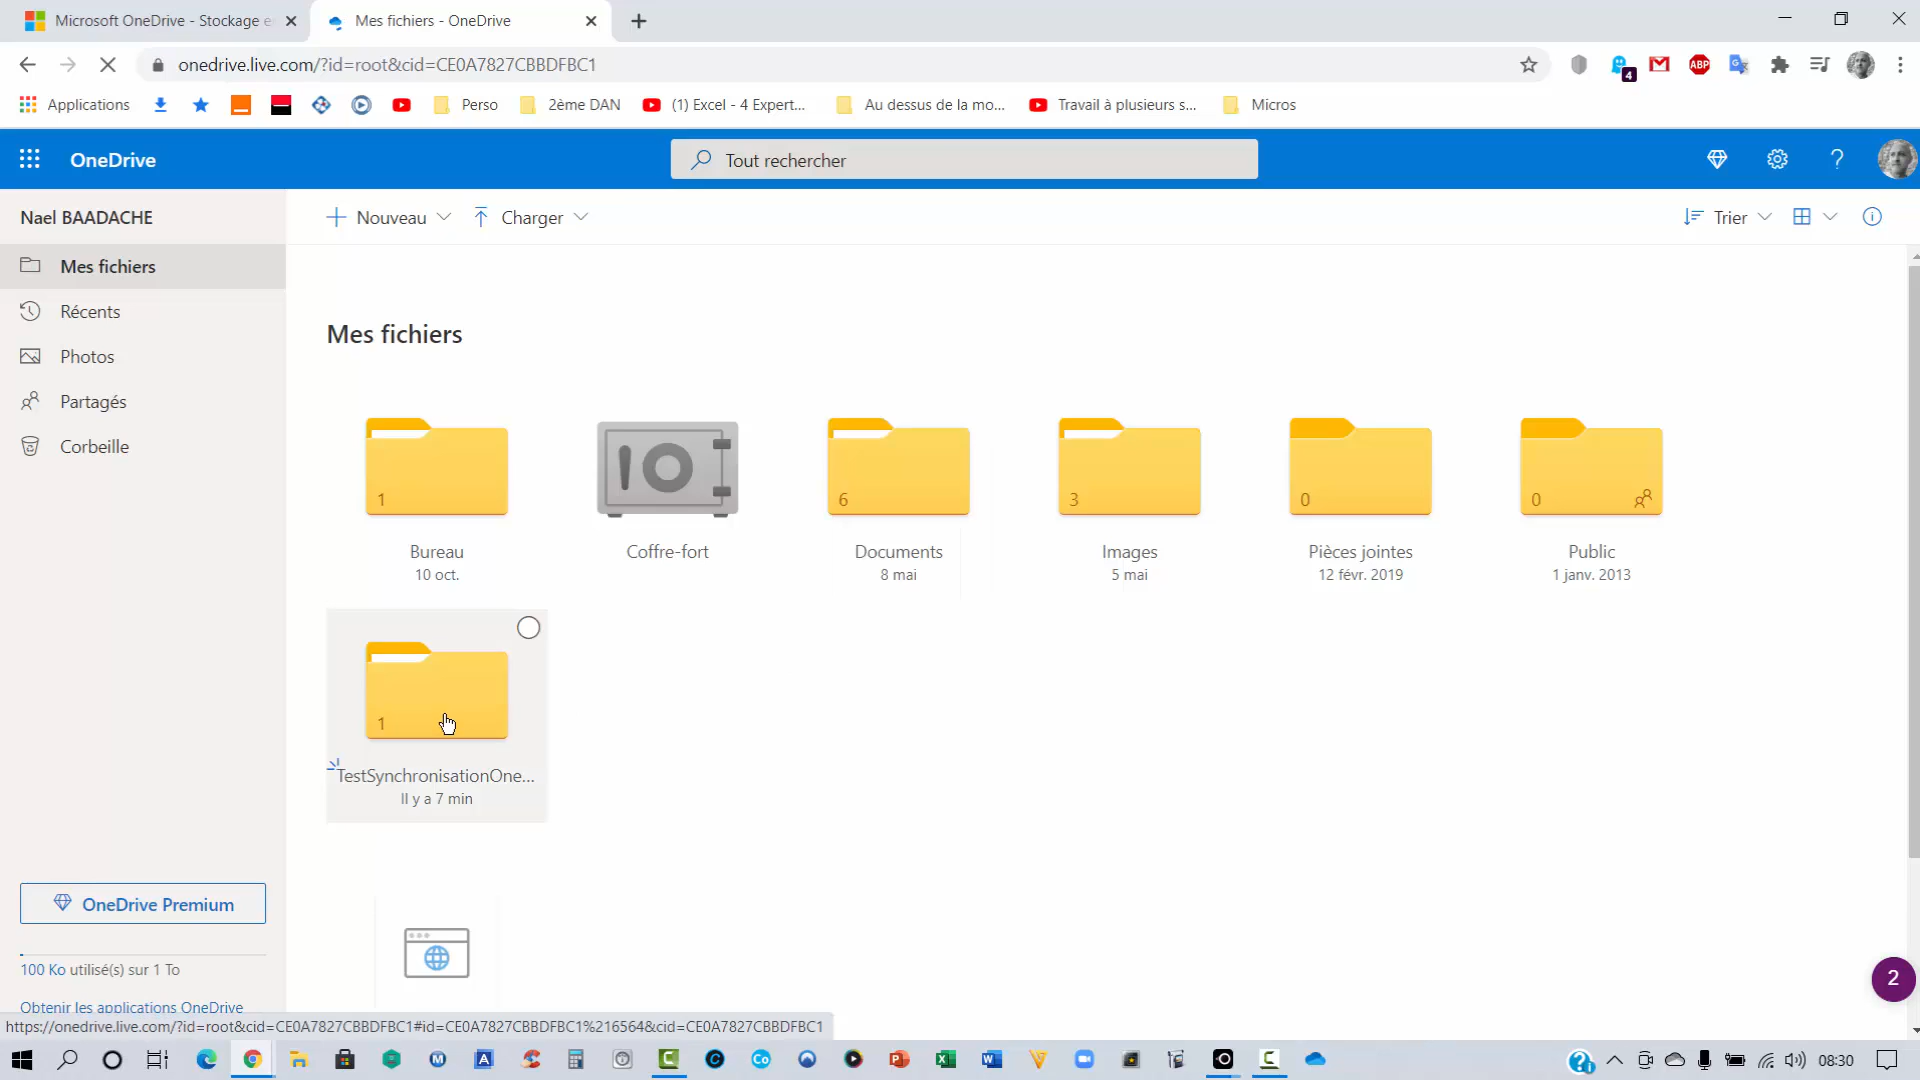 Microsoft OneDrive - Stockage e
Mes fichiers - OneDrive
onedrive.live.com/?id=root&cid=CE0A7827CBBDFBC1
4
ABP
Applications
Perso
2ème DAN
(1) Excel - 4 Expert...
Au dessus de la mo...
Travail à plusieurs s...
Micros
OneDrive
Tout rechercher
Nael BAADACHE
Nouveau
Charger
Trier
Mes fichiers
Récents
Photos
Partagés
Corbeille
Mes fichiers
1
6
3
0
0
Bureau
Coffre-fort
Documents
Images
Pièces jointes
Public
10 oct.
8 mai
5 mai
12 févr. 2019
1 janv. 2013
1
TestSynchronisationOne...
Il y a 7 min
OneDrive Premium
100 Ko utilisé(s) sur 1 To
Obtenir les applications OneDrive
2
https://onedrive.live.com/?id=root&cid=CE0A7827CBBDFBC1#id=CE0A7827CBBDFBC1%216564&cid=CE0A7827CBBDFBC1
08:30